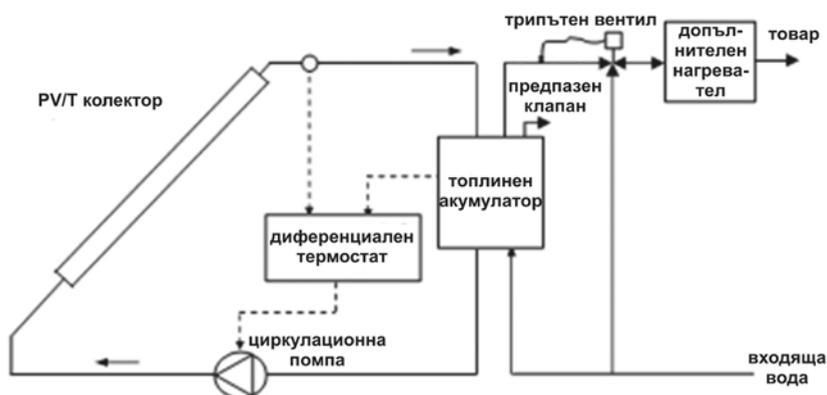 трипътен вентил
допъл-
нителен
нагрева-
тел
товар
PV/T колектор
предпазен
клапан
топлинен
акумулатор
диференциален
термостат
циркулационна
помпа
входяща
вода